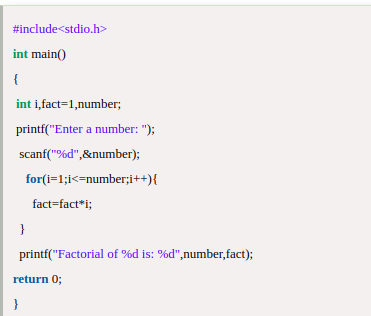 #include<stdio.h>
int main()
{
int i,fact=1,number;
printf("Enter a number: ");
scanf("%d",&number);
for(i=1;i<=number;i++){
fact=fact*i;
}
printf("Factorial of %d is: %d",number,fact);
return 0;
}